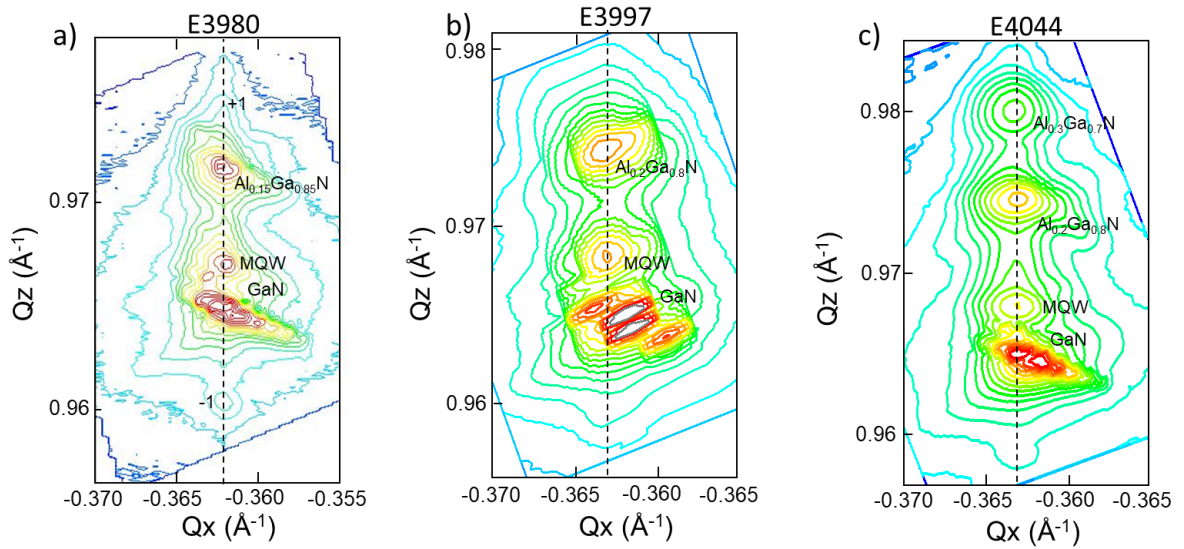 E3980
a)
+1
Al0.15Ga0.85N
MQW
GaN
-1
0.97
0.96
Qz (Å-1)
-0.370 -0.365 -0.360 -0.355
Qx (Å-1)
E3997
b)
0.98
0.97
0.96
Al0.2Ga0.8N
MQW
GaN
Qz (Å-1)
-0.370 -0.365 -0.360
Qx (Å-1)
E4044
c)
0.98
0.97
0.96
Al0.3Ga0.7N
Al0.2Ga0.8N
MQW
GaN
Qz (Å-1)
-0.370 -0.365 -0.360 -0.365
Qx (Å-1)